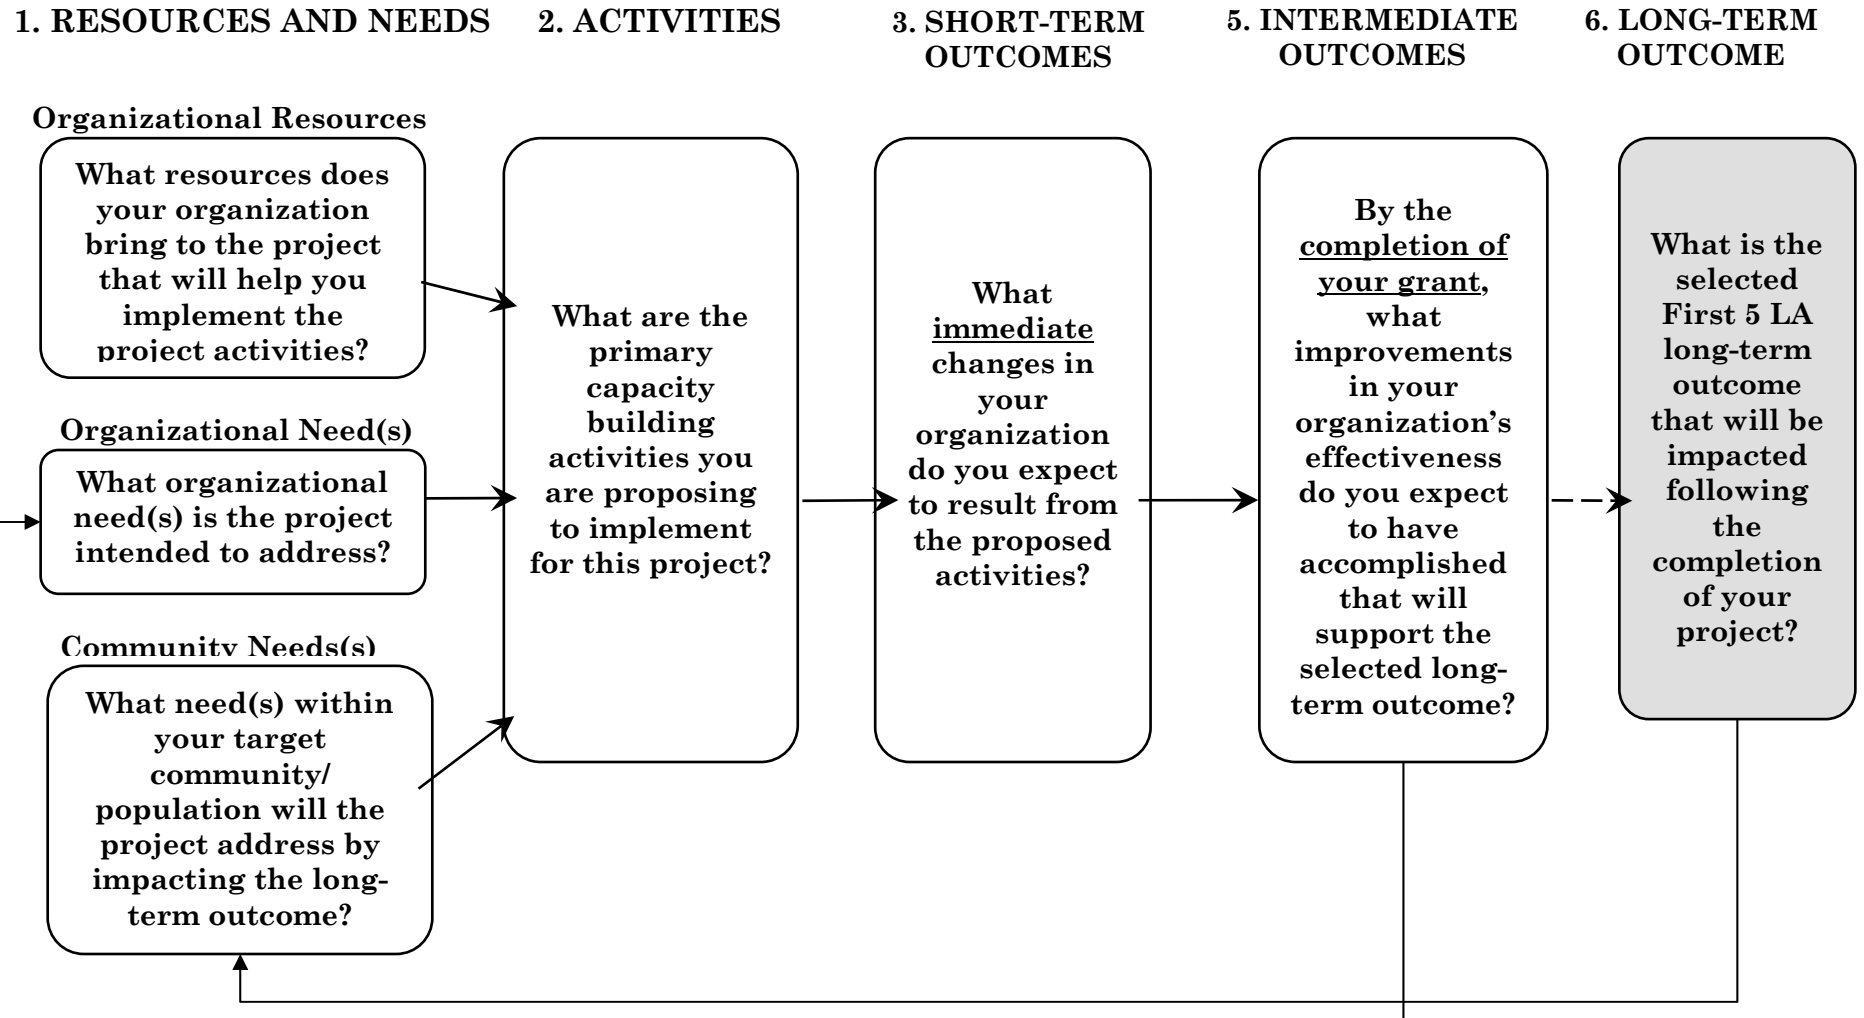 1. RESOURCES AND NEEDS
2. ACTIVITIES
3. SHORT-TERM
OUTCOMES
5. INTERMEDIATE
OUTCOMES
6. LONG-TERM
OUTCOME
Organizational Resources
What resources does
your organization
bring to the project
that will help you
implement the
project activities?
Organizational Need(s)
What organizational
need(s) is the project
intended to address?
Community Needs(s)
What need(s) within
your target
community/
population will the
project address by
impacting the long-
term outcome?
What are the
primary
capacity
building
activities you
are proposing
to implement
for this project?
What
immediate
changes in
your
organization
do you expect
to result from
the proposed
activities?
By the
completion of
your grant,
what
improvements
in your
organization’s
effectiveness
do you expect
to have
accomplished
that will
support the
selected long-
term outcome?
What is the
selected
First 5 LA
long-term
outcome
that will be
impacted
following
the
completion
of your
project?